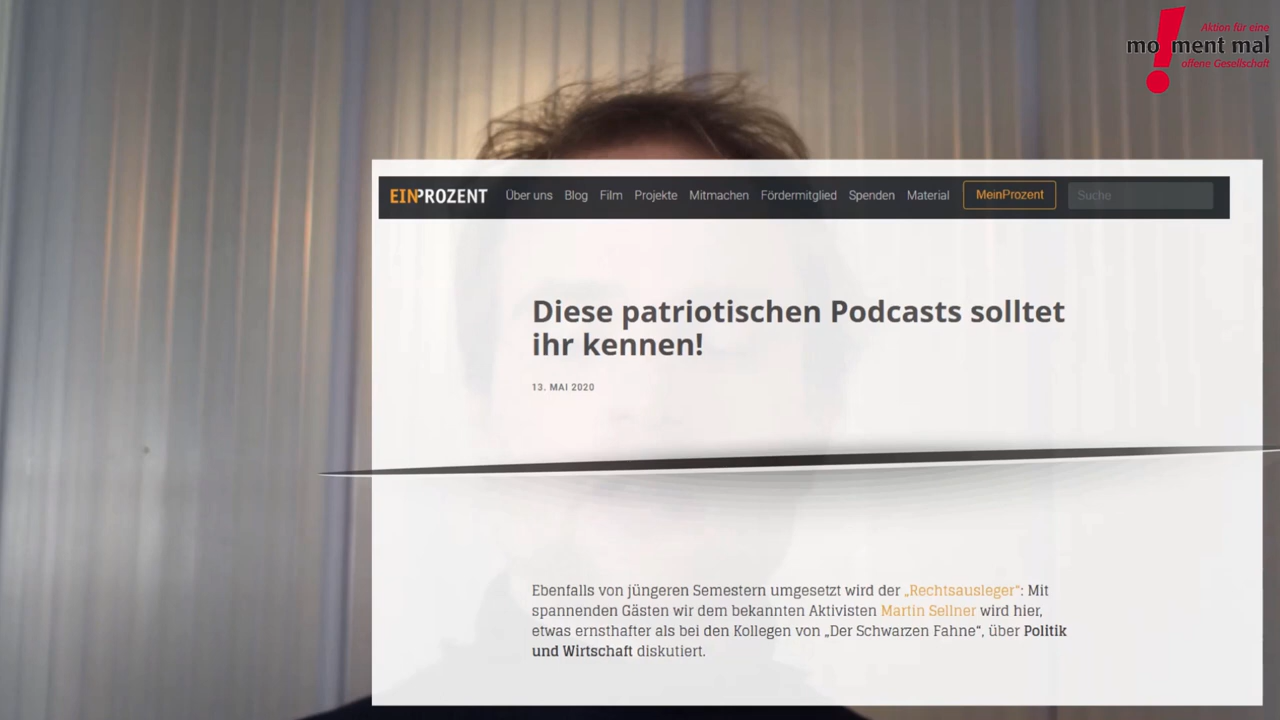 Aktion für eine
mo!ment mal
offene Gesellschaft
EINPROZENT Über uns Blog Film Projekte Mitmachen Fördermitglied Spenden Material MeinProzent Suche
Diese patriotischen Podcasts solltet
ihr kennen!
13. MAI 2020
Ebenfalls von jüngeren Semestern umgesetzt wird der „Rechtsausleger“: Mit
spannenden Gästen wir dem bekannten Aktivisten Martin Sellner wird hier,
etwas ernsthafter als bei den Kollegen von „Der Schwarzen Fahne“, über Politik
und Wirtschaft diskutiert.